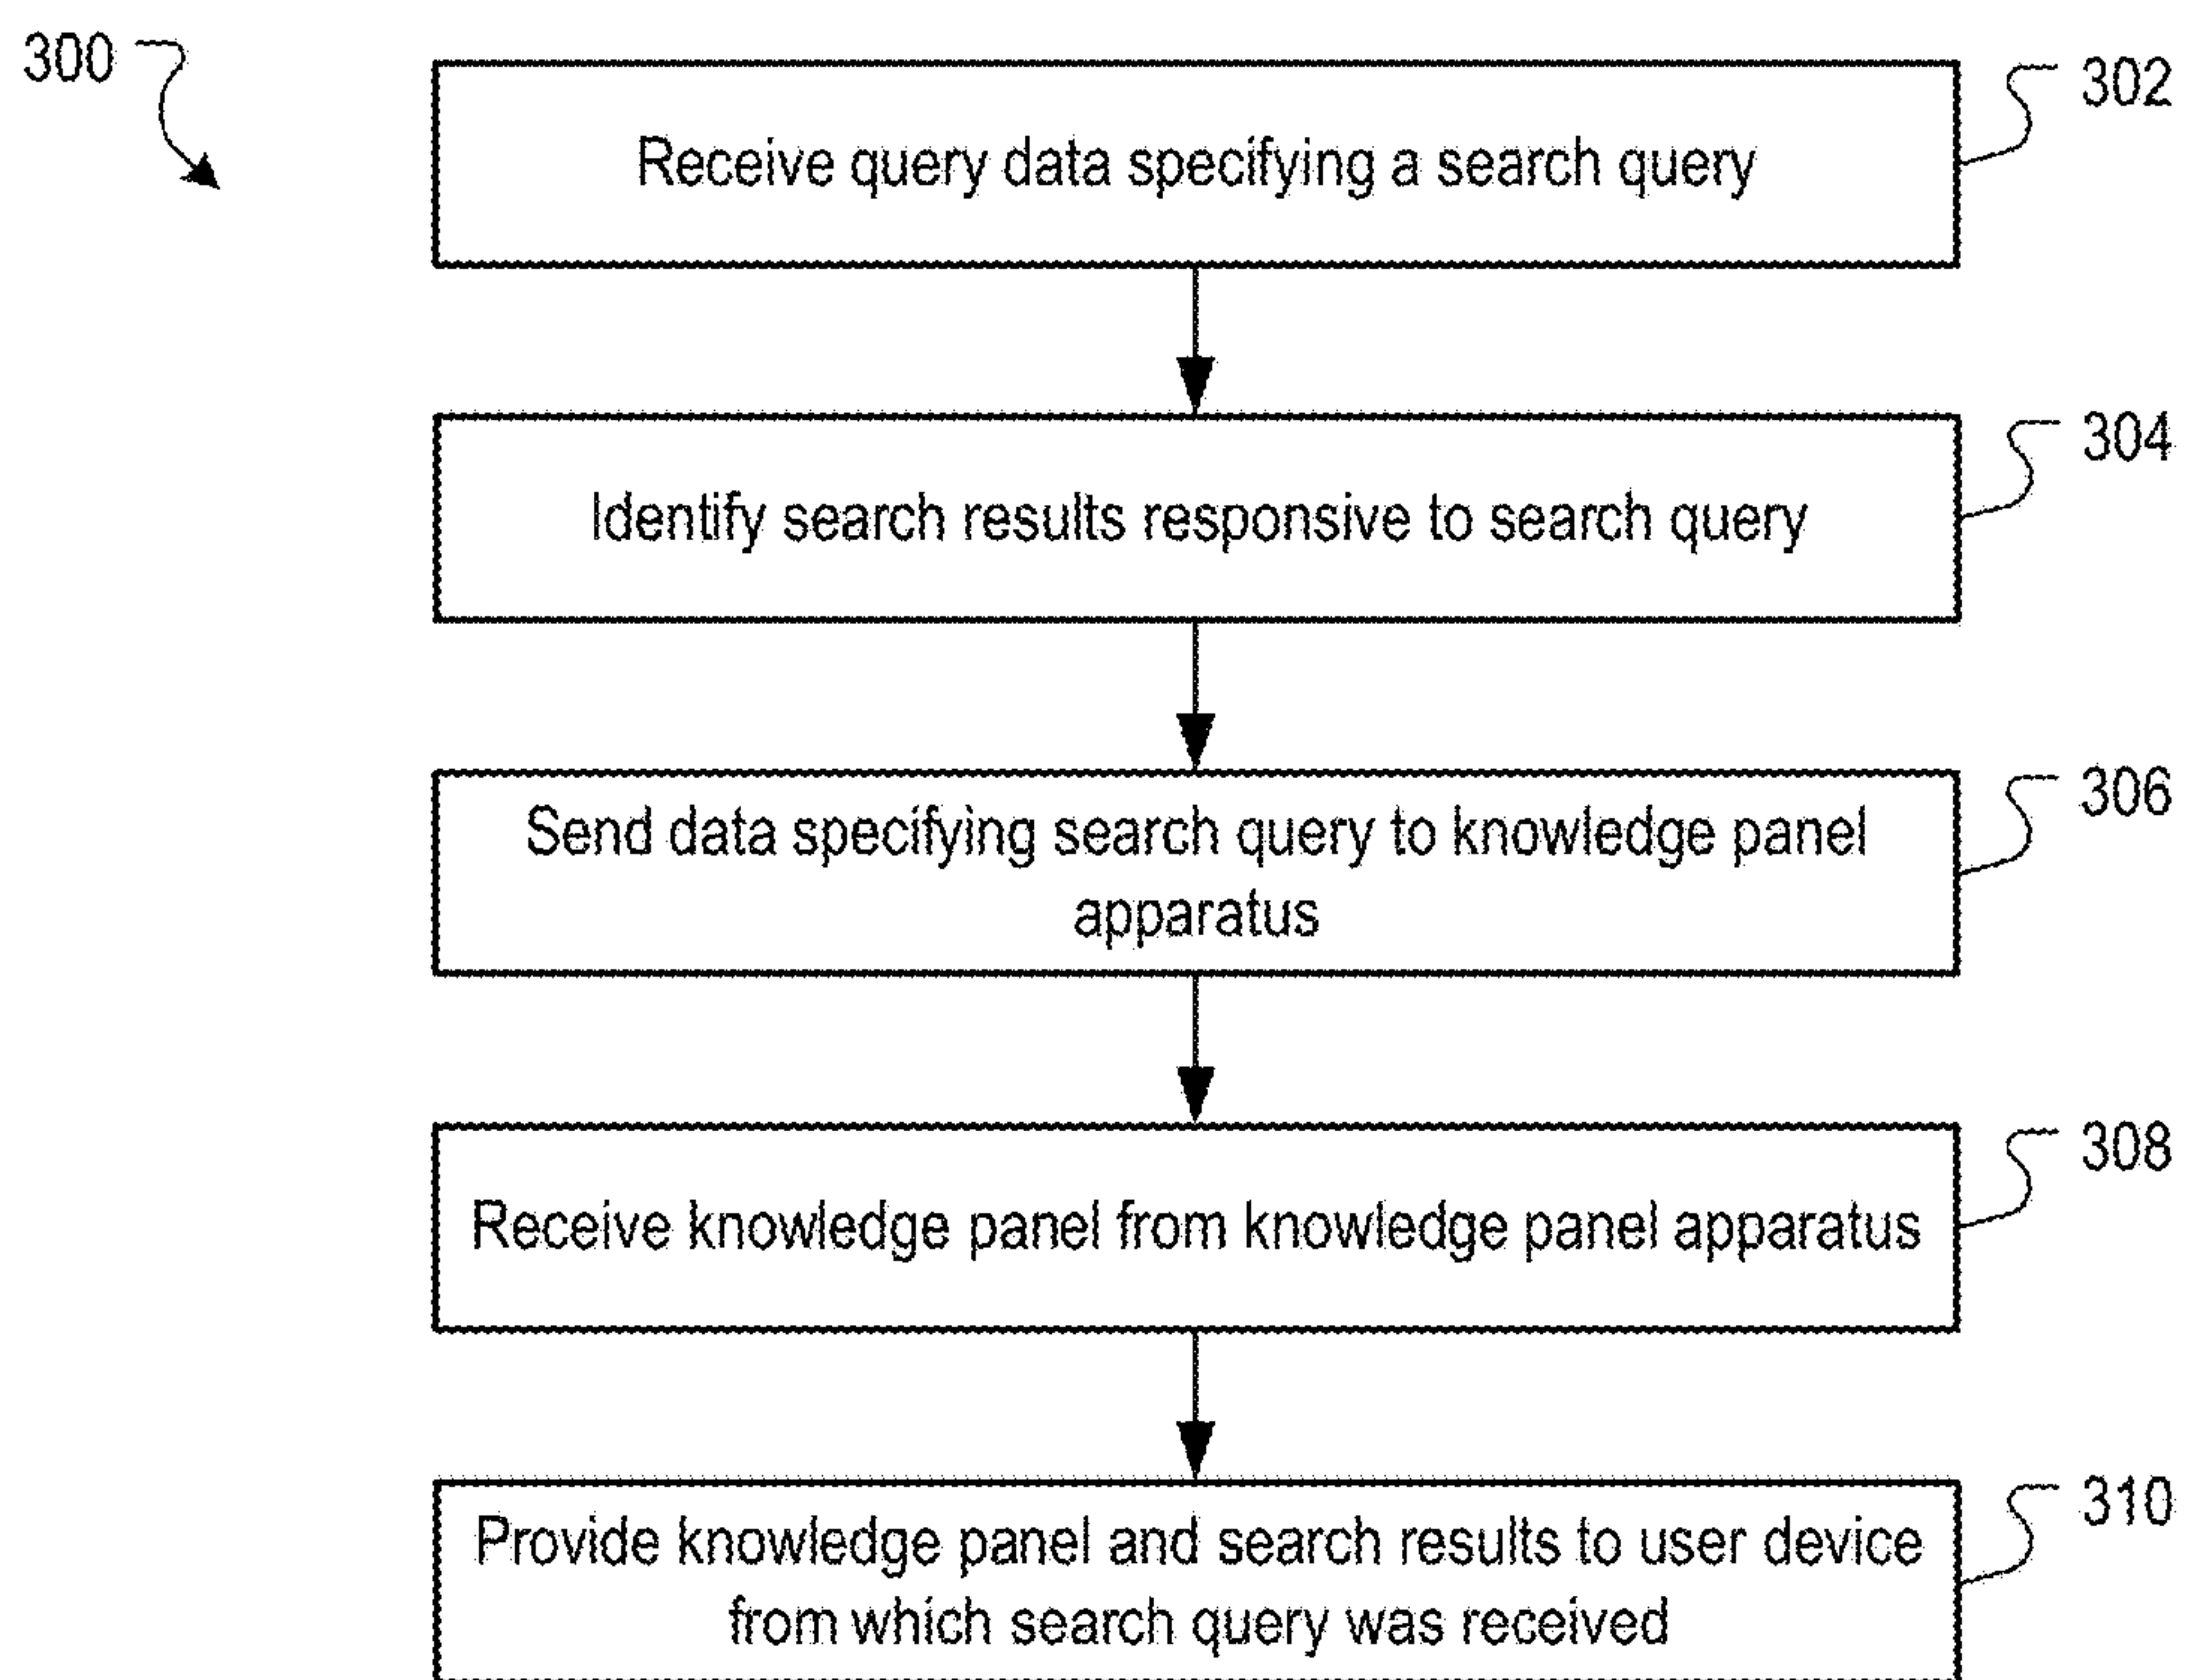 300
302
Receive query data specifying a search query
304
Identify search results responsive to search query
306
Send data specifying search query to knowledge panel
apparatus
308
Receive knowledge panel from knowledge panel apparatus
310
Provide knowledge panel and search results to user device
from which search query was received